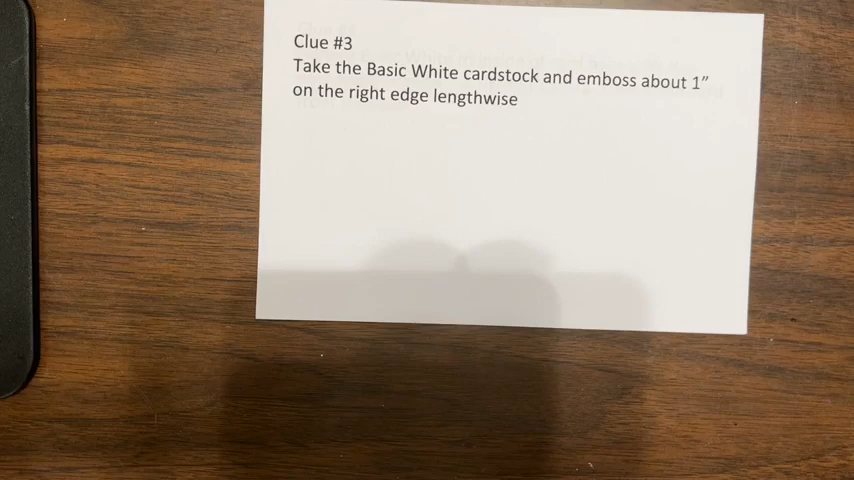 Clue #3
Take the Basic White cardstock and emboss about 1”
on the right edge lengthwise